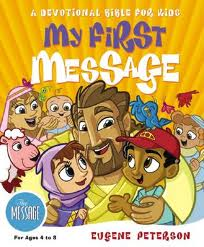 A DEVOTIONAL BIBLE FOR KIDS
MY FIRST
MESSAGE
The
MESSAGE
For Ages 4 to 8
EUGENE PETERSON